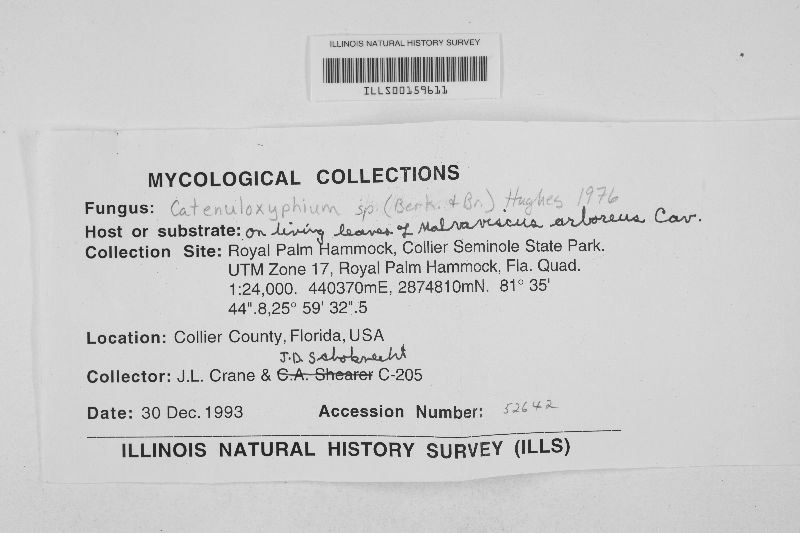 ILLINOIS NATURAL HISTORY SURVEY
ILLS00159611
MYCOLOGICAL COLLECTIONS
Fungus: Catenuloxyphium sp. (Berk. & Br.) Hughes 1976
Host or substrate: on living leaves of Malvaviscus arboreus Cav.
Collection Site: Royal Palm Hammock, Collier Seminole State Park.
UTM Zone 17, Royal Palm Hammock, Fla. Quad.
1:24,000. 440370mE, 2874810mN. 81° 35'
44".8,25° 59' 32".5
Location: Collier County, Florida, USA
J.D. Schoknecht
Collector: J.L. Crane & C.A. Shearer C-205
Date: 30 Dec. 1993 Accession Number: 52642
ILLINOIS NATURAL HISTORY SURVEY (ILLS)